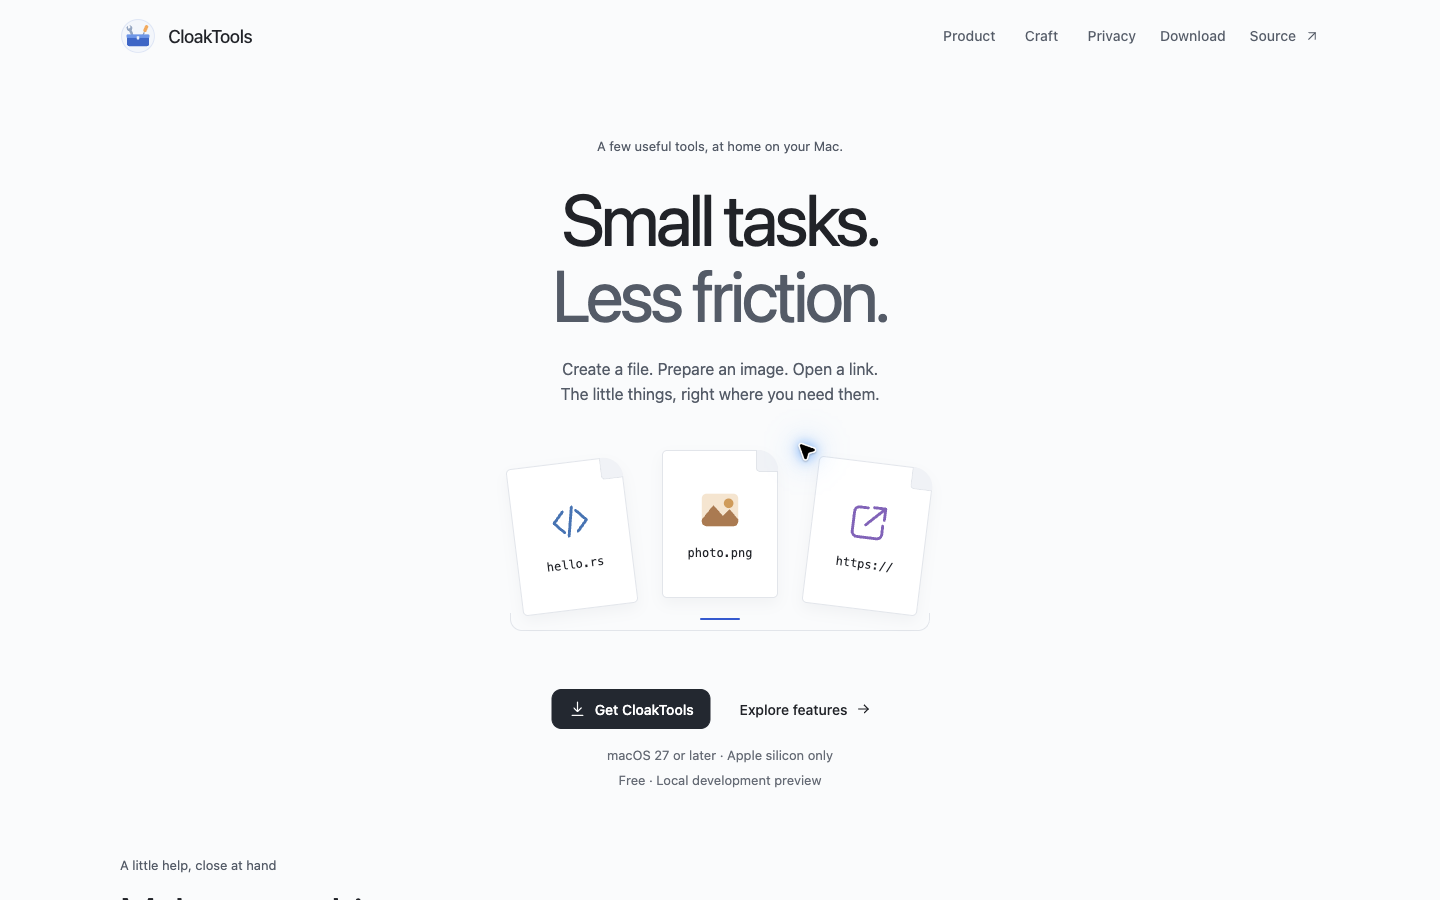 CloakTools
Product
Craft
Privacy
Download
Source
A few useful tools, at home on your Mac.
Small tasks.
Less friction.
Create a file. Prepare an image. Open a link.
The little things, right where you need them.
hello.rs
photo.png
https://
Get CloakTools
Explore features
macOS 27 or later · Apple silicon only
Free · Local development preview
A little help, close at hand